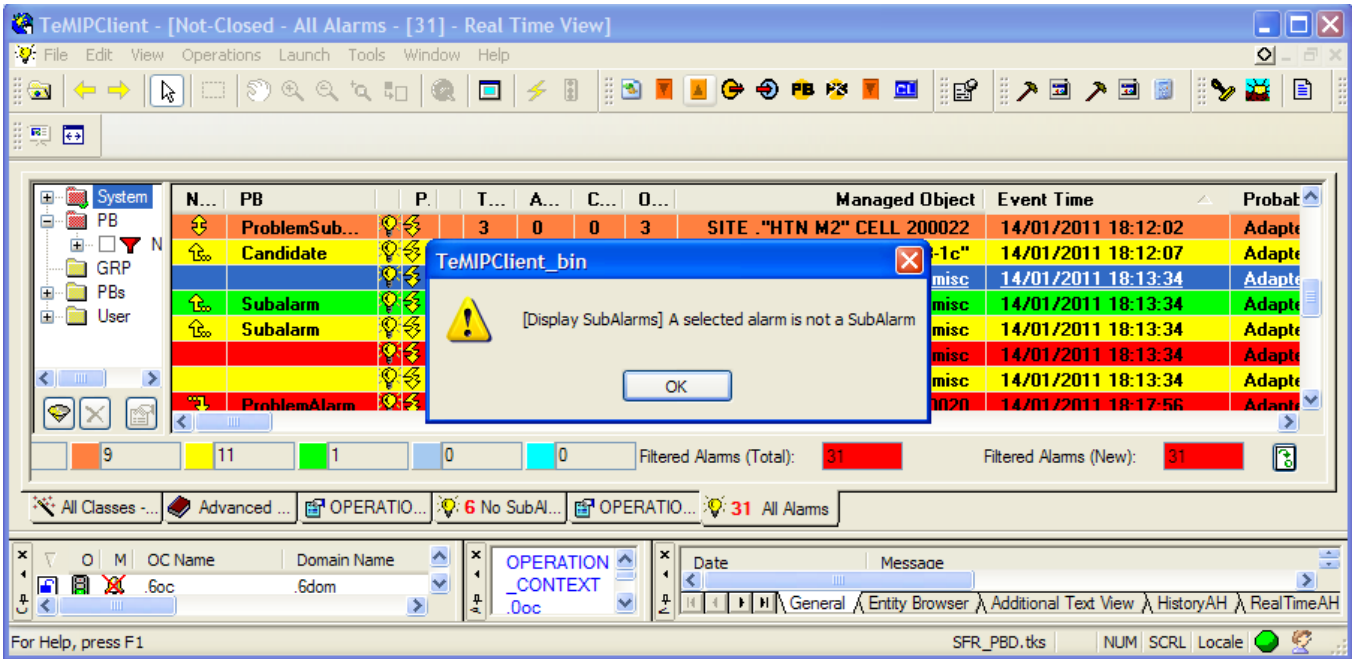 TeMIPClient - [Not-Closed - All Alarms - [31] - Real Time View]
File Edit View Operations Launch Tools Window Help
PB CL
System
PB
N
GRP
PBs
User
N... PB P. T... A... C... O... Managed Object Event Time Probab
ProblemSub... 3 0 0 3 SITE ."HTN M2" CELL 200022 14/01/2011 18:12:02 Adapte
Candidate -1c" 14/01/2011 18:12:07 Adapte
misc 14/01/2011 18:13:34 Adapte
Subalarm misc 14/01/2011 18:13:34 Adapte
Subalarm misc 14/01/2011 18:13:34 Adapte
misc 14/01/2011 18:13:34 Adapte
misc 14/01/2011 18:13:34 Adapte
ProblemAlarm 0020 14/01/2011 18:17:56 Adapte
TeMIPClient_bin
[Display SubAlarms] A selected alarm is not a SubAlarm
OK
9 11 1 0 0 Filtered Alarms (Total): 31 Filtered Alarms (New): 31
All Classes -... Advanced ... OPERATIO... 6 No SubAl... OPERATIO... 31 All Alarms
O M OC Name Domain Name
.6oc .6dom
OPERATION
_CONTEXT
.0oc
Date Message
General Entity Browser Additional Text View HistoryAH RealTimeAH
For Help, press F1 SFR_PBD.tks NUM SCRL Locale